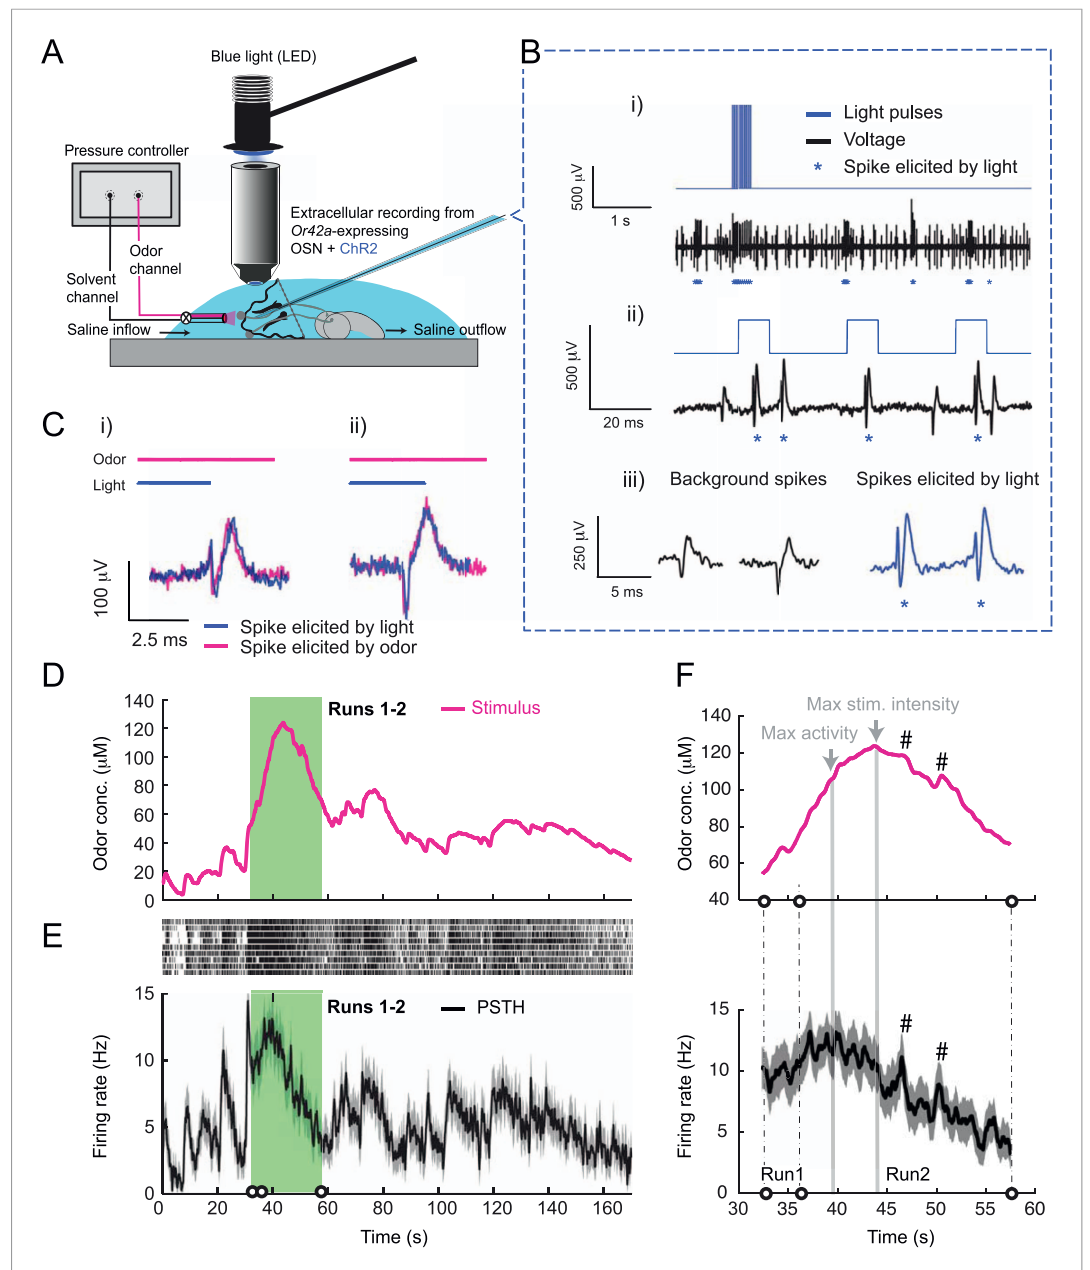 A
Blue light (LED)
Pressure controller
Extracellular recording from
Or42a-expressing
OSN + ChR2
Odor
channel
Solvent
channel
Saline inflow
Saline outflow
B
i)
Light pulses
Voltage
* Spike elicited by light
500 µV
1 s
ii)
500 µV
20 ms
* * * *
iii)
Background spikes
Spikes elicited by light
250 µV
5 ms
* *
C
i)
ii)
Odor
Light
100 µV
2.5 ms
Spike elicited by light
Spike elicited by odor
D
Runs 1-2
Stimulus
Odor conc. (µM)
140
120
100
80
60
40
20
0
E
Runs 1-2
PSTH
Firing rate (Hz)
15
10
5
0
0 20 40 60 80 100 120 140 160
Time (s)
F
Max stim. intensity
Max activity
# #
Odor conc. (µM)
140
120
100
80
60
40
# #
Firing rate (Hz)
15
10
5
0
Run1
Run2
30 35 40 45 50 55 60
Time (s)